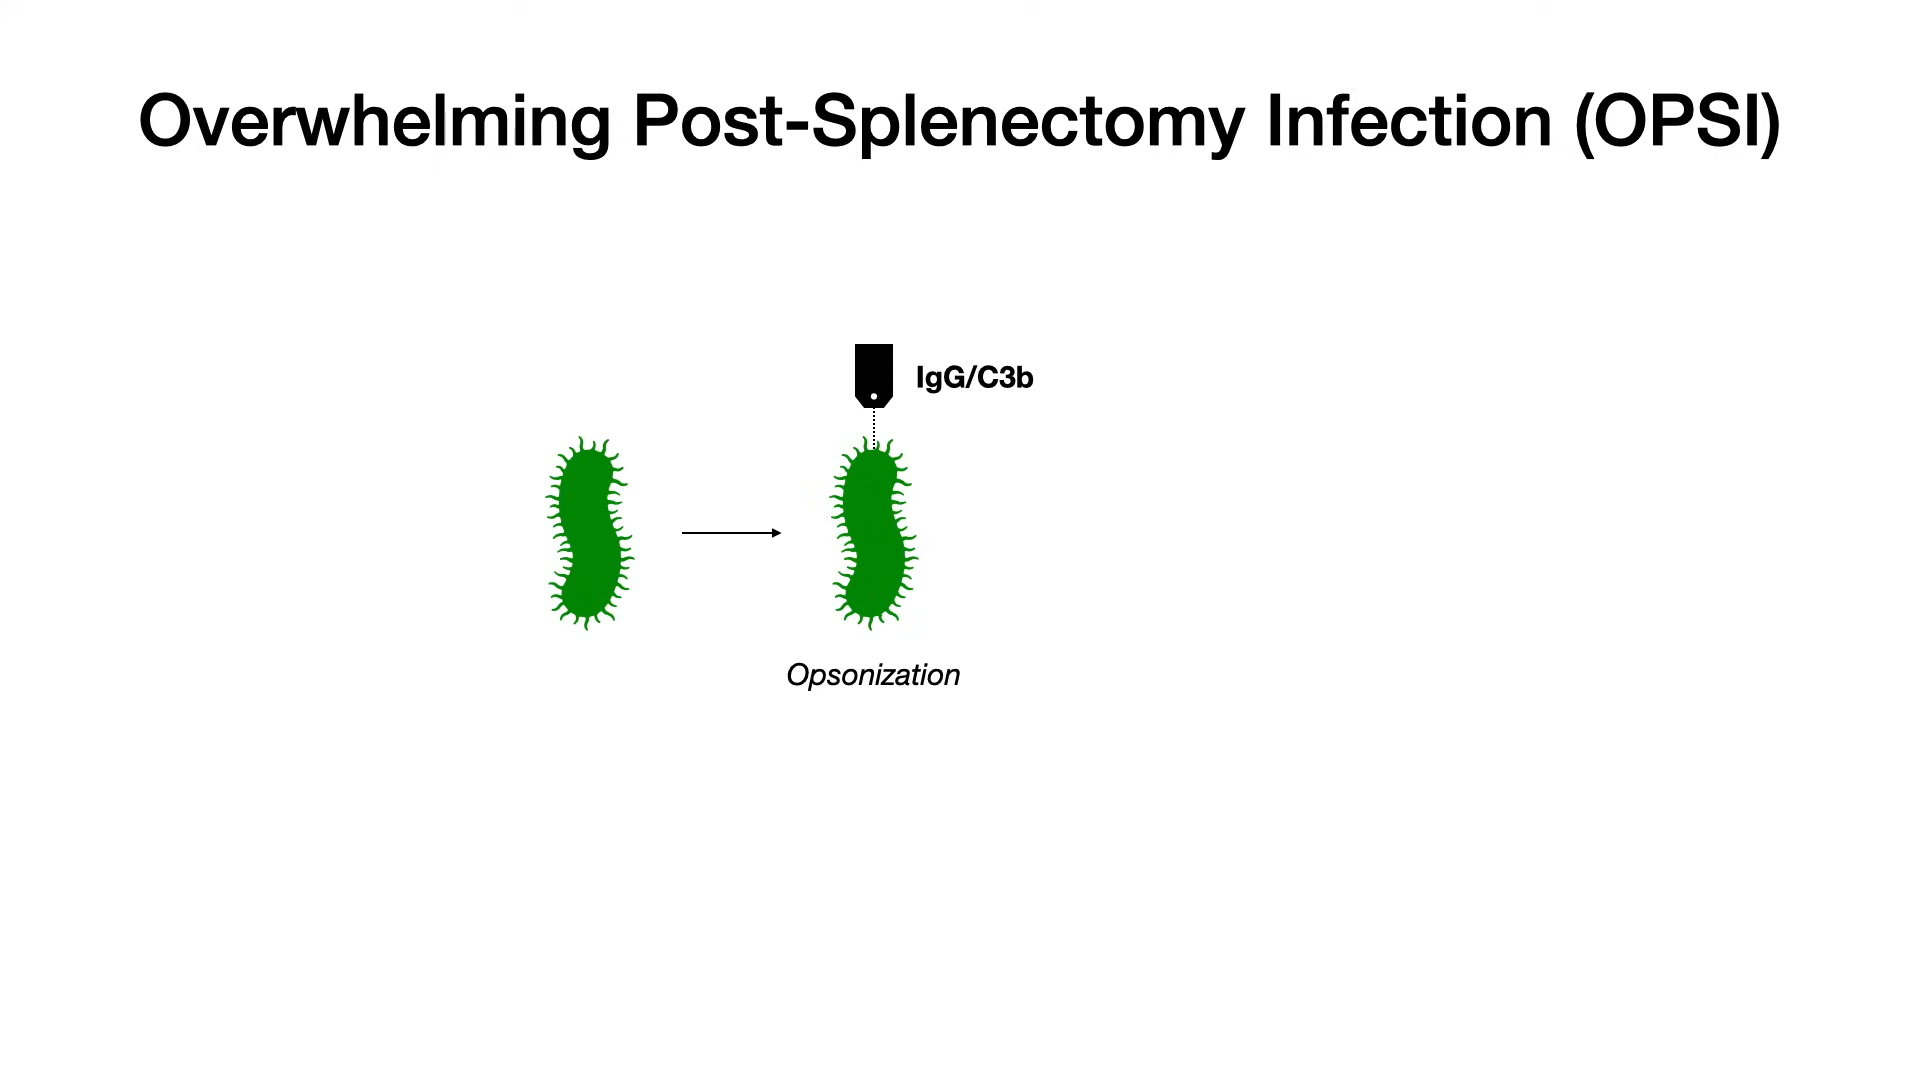 Overwhelming Post-Splenectomy Infection (OPSI)
IgG/C3b
Opsonization